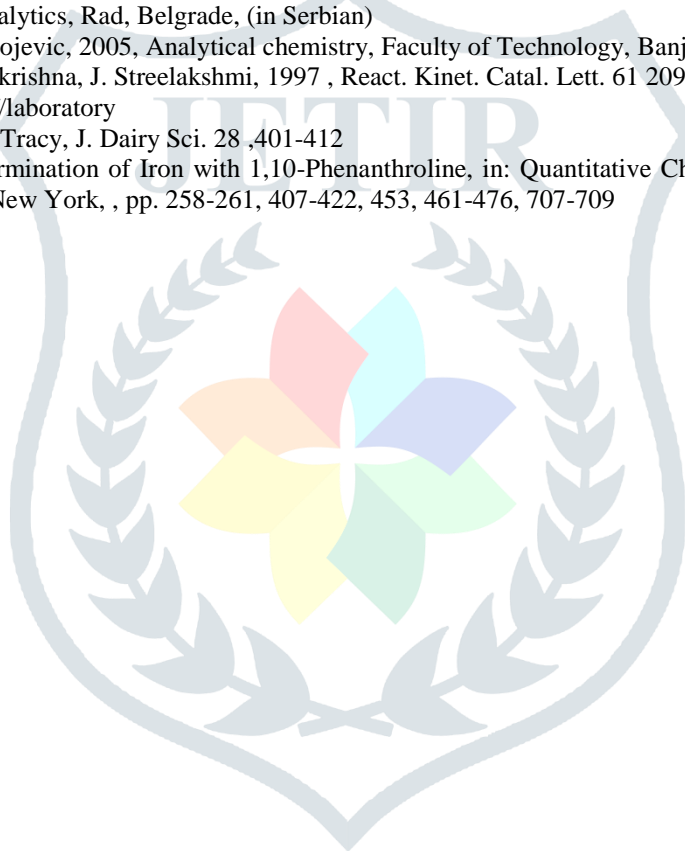 alytics, Rad, Belgrade, (in Serbian)
ojevic, 2005, Analytical chemistry, Faculty of Technology, Banj
krishna, J. Streelakshmi, 1997 , React. Kinet. Catal. Lett. 61 209
/laboratory
Tracy, J. Dairy Sci. 28 ,401-412
rmination of Iron with 1,10-Phenanthroline, in: Quantitative Ch
New York, , pp. 258-261, 407-422, 453, 461-476, 707-709
JETIR